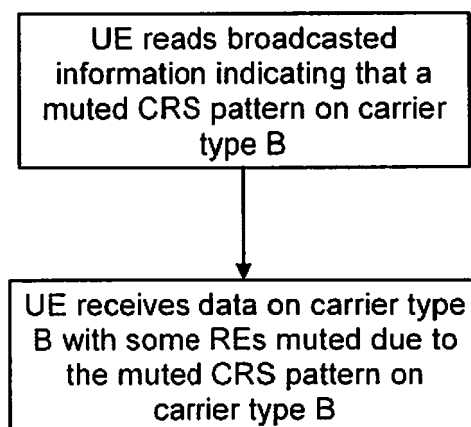 UE reads broadcasted
information indicating that a
muted CRS pattern on carrier
type B
UE receives data on carrier type
B with some REs muted due to
the muted CRS pattern on
carrier type B